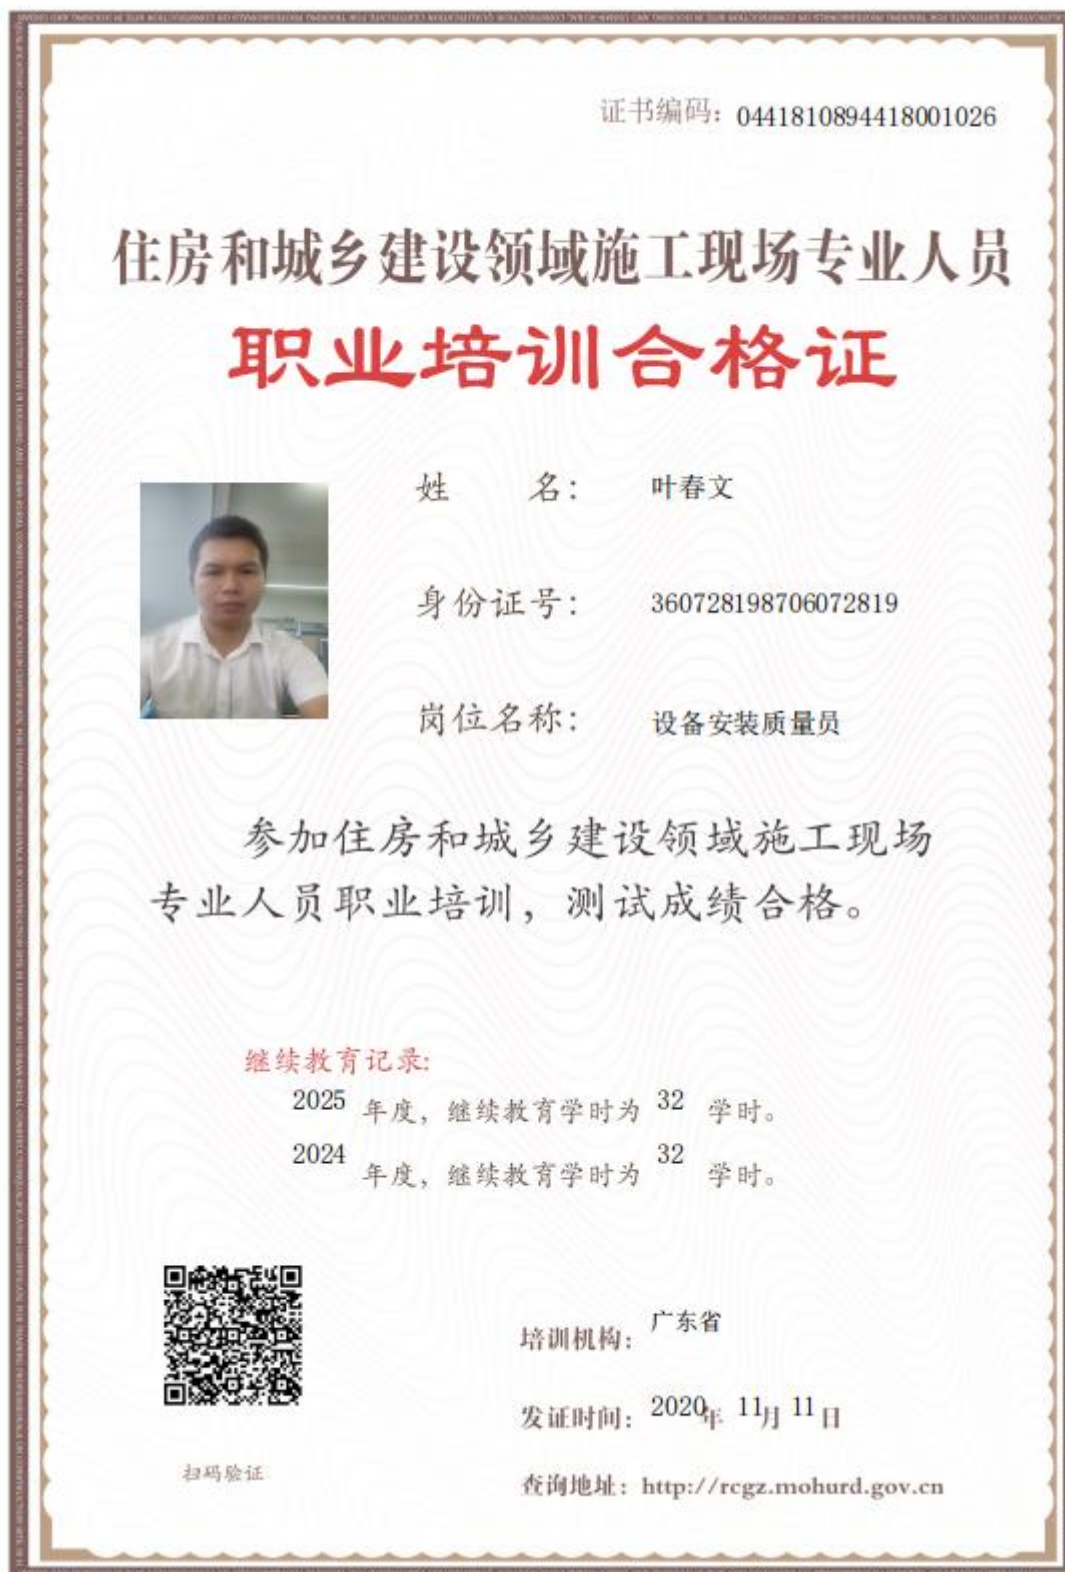 证书编码：0441810894418001026
住房和城乡建设领域施工现场专业人员
职业培训合格证
姓 名： 叶春文
身份证号： 360728198706072819
岗位名称： 设备安装质量员
参加住房和城乡建设领域施工现场
专业人员职业培训，测试成绩合格。
继续教育记录:
2025 年度，继续教育学时为 32 学时。
2024 年度，继续教育学时为 32 学时。
培训机构： 广东省
发证时间： 2020年 11月 11日
扫码验证
查询地址：http://rcgz.mohurd.gov.cn